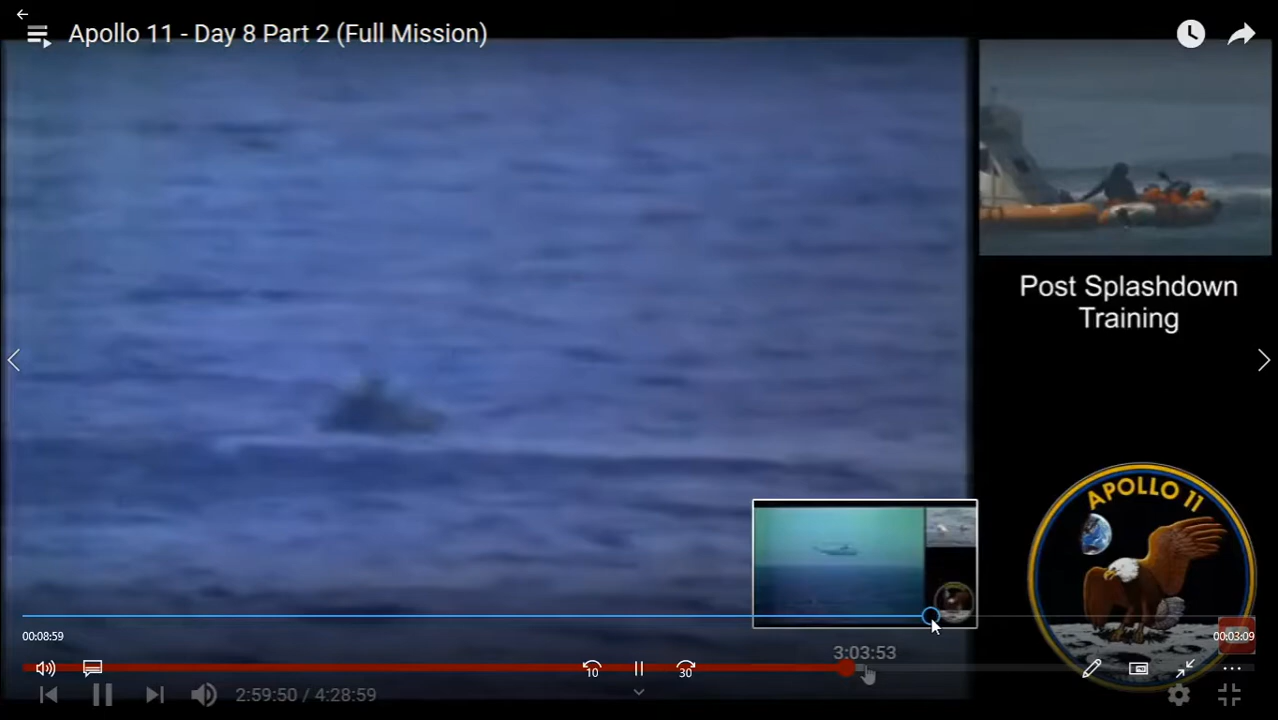 Apollo 11 - Day 8 Part 2 (Full Mission)
Post Splashdown
Training
APOLLO 11
00:08:59
00:03:09
3:03:53
10
30
2:59:50 / 4:28:59